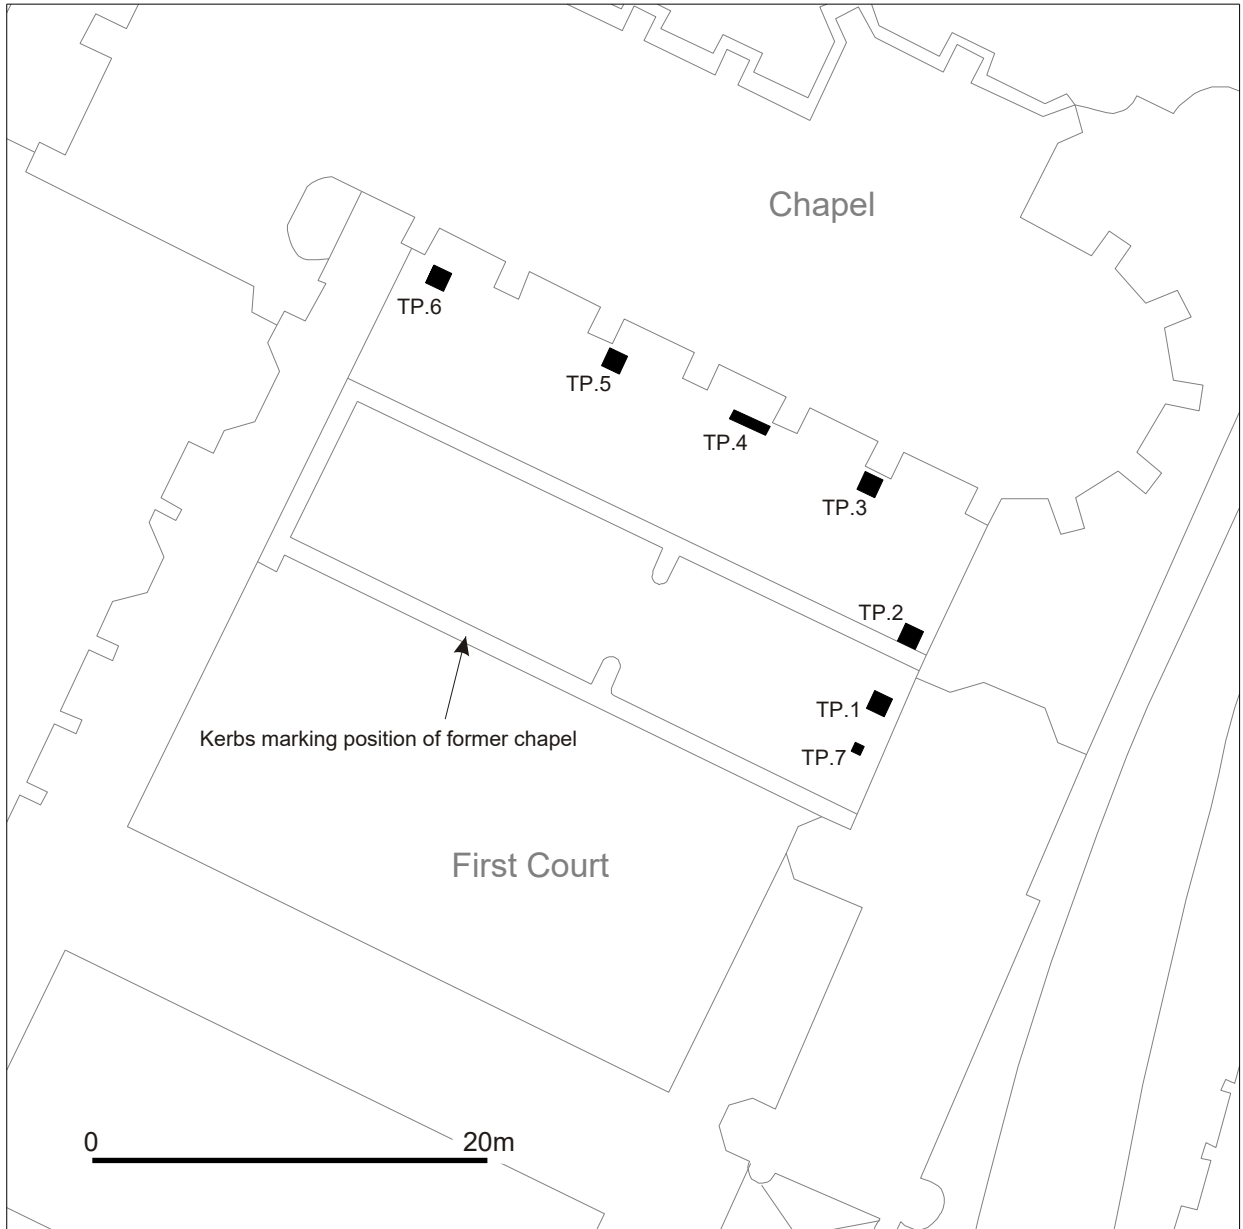 Chapel
TP.6
TP.5
TP.4
TP.3
TP.2
TP.1
TP.7
Kerbs marking position of former chapel
First Court
0 20m